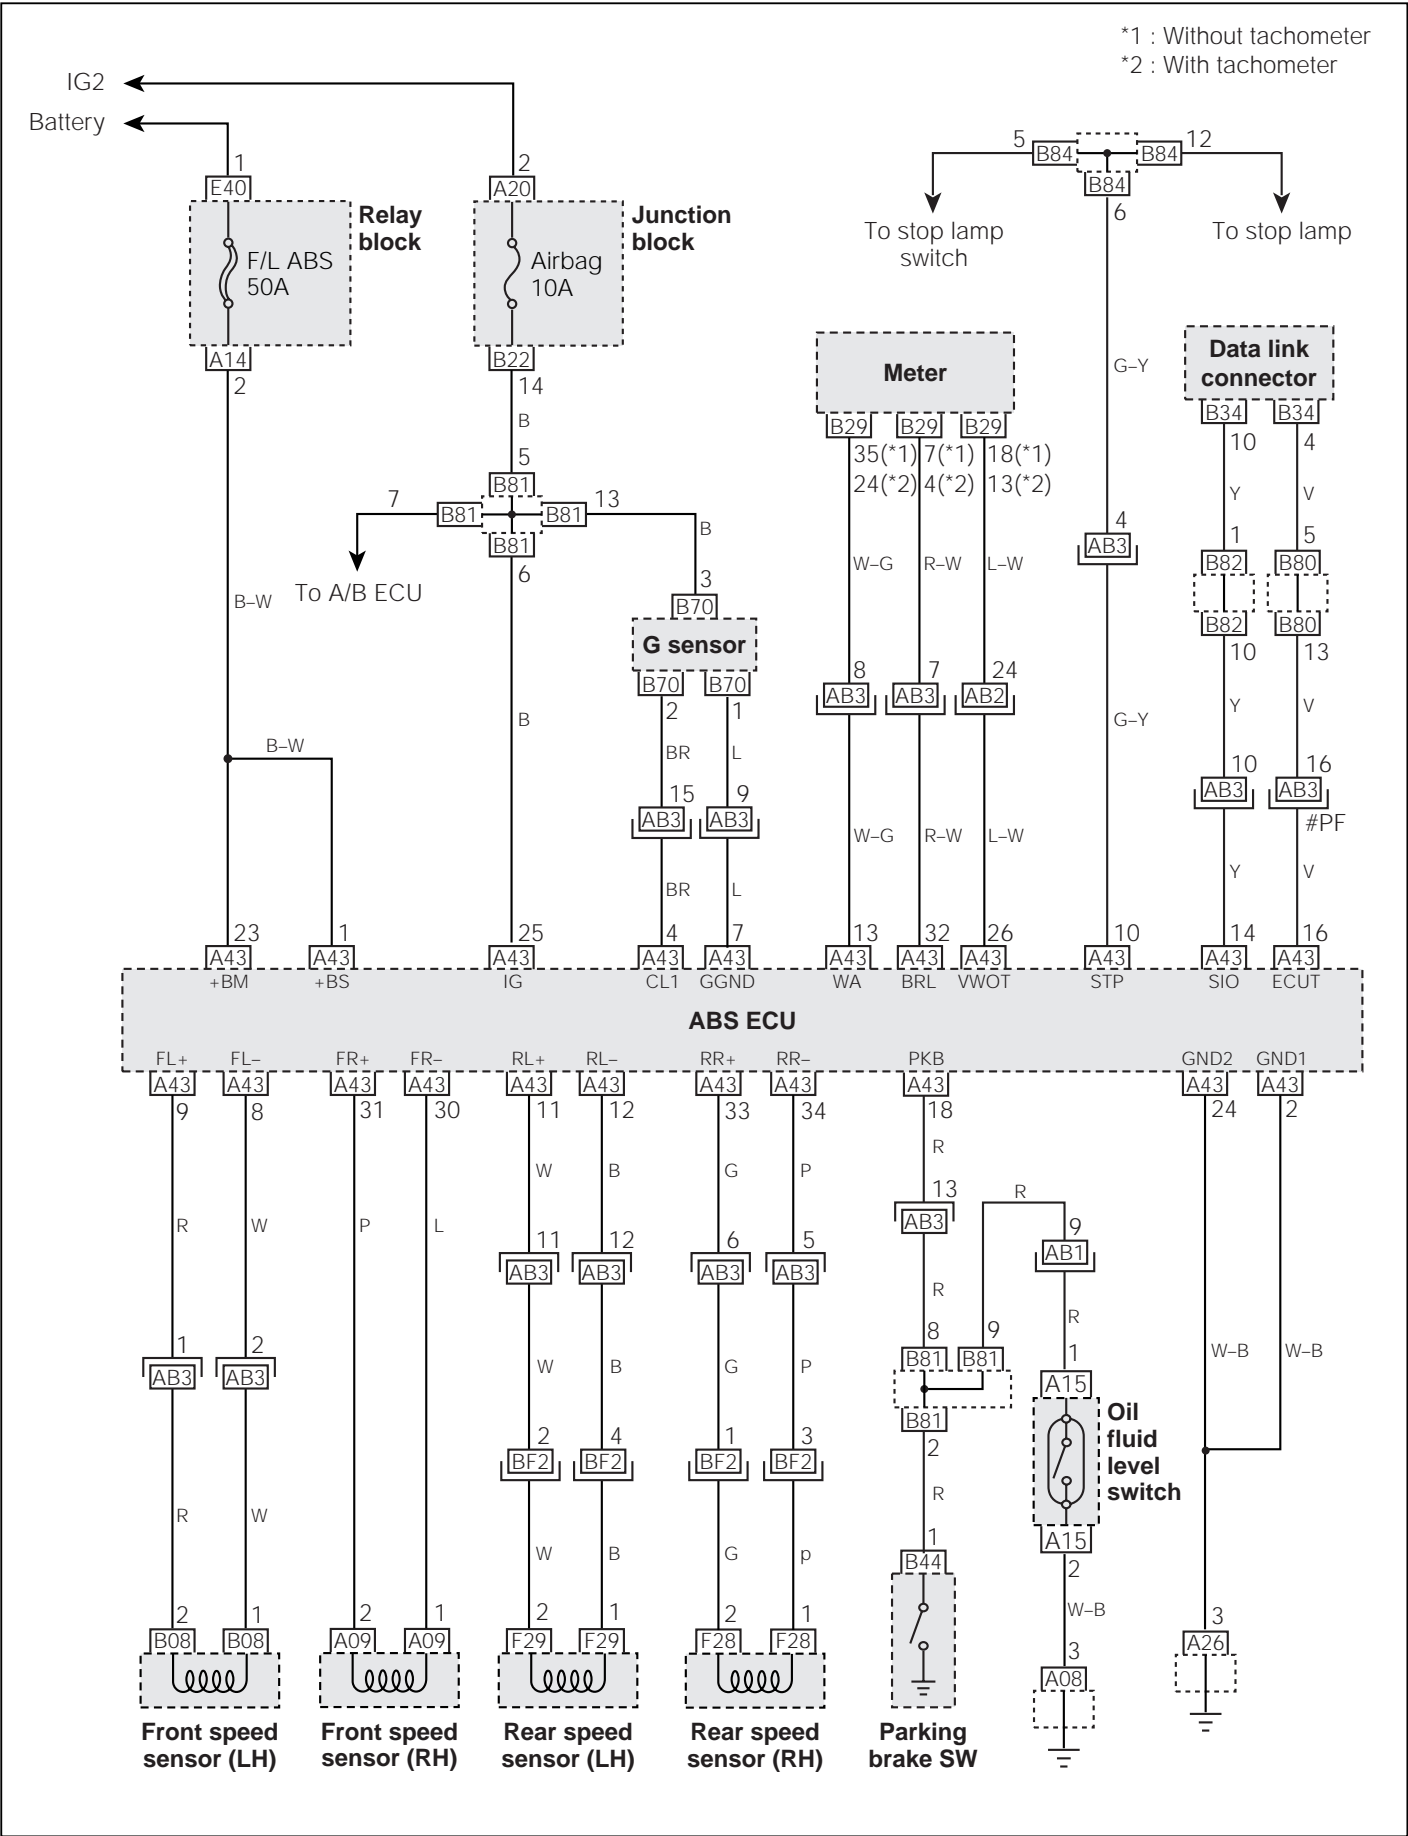 *1 : Without tachometer
*2 : With tachometer
IG2
Battery
1
2
5
12
E40
A20
B84
B84
B84
6
Relay
block
Junction
block
F/L ABS
50A
Airbag
10A
To stop lamp
switch
To stop lamp
A14
2
B22
14
B
5
B81
7
B81
B81
13
B81
6
To A/B ECU
B
3
B70
G sensor
B70
B70
2
1
BR
L
15
9
AB3
AB3
BR
L
B–W
B–W
B
Meter
B29
B29
B29
35(*1)
7(*1)
18(*1)
24(*2)
4(*2)
13(*2)
W–G
R–W
L–W
8
7
24
AB3
AB3
AB2
W–G
R–W
L–W
G–Y
4
AB3
G–Y
Data link
connector
B34
B34
10
4
Y
V
1
5
B82
B80
B82
B80
10
13
Y
V
10
16
AB3
AB3
#PF
Y
V
23
1
25
4
7
13
32
26
10
14
16
A43
A43
A43
A43
A43
A43
A43
A43
A43
A43
A43
+BM
+BS
IG
CL1
GGND
WA
BRL
VWOT
STP
SIO
ECUT
ABS ECU
FL+
FL–
FR+
FR–
RL+
RL–
RR+
RR–
PKB
GND2
GND1
A43
A43
A43
A43
A43
A43
A43
A43
A43
A43
A43
9
8
31
30
11
12
33
34
18
24
2
R
W
P
L
W
B
G
P
R
11
12
6
5
13
AB3
AB3
AB3
AB3
AB3
R
9
AB1
1
2
AB3
AB3
W
B
G
P
R
R
8
9
1
B81
B81
A15
W–B
W–B
B81
2
Oil
fluid
level
switch
2
4
1
3
BF2
BF2
BF2
BF2
R
W
W
B
G
p
R
1
B44
A15
2
W–B
3
A08
3
A26
2
1
2
1
2
1
2
1
B08
B08
A09
A09
F29
F29
F28
F28
Front speed
sensor (LH)
Front speed
sensor (RH)
Rear speed
sensor (LH)
Rear speed
sensor (RH)
Parking
brake SW